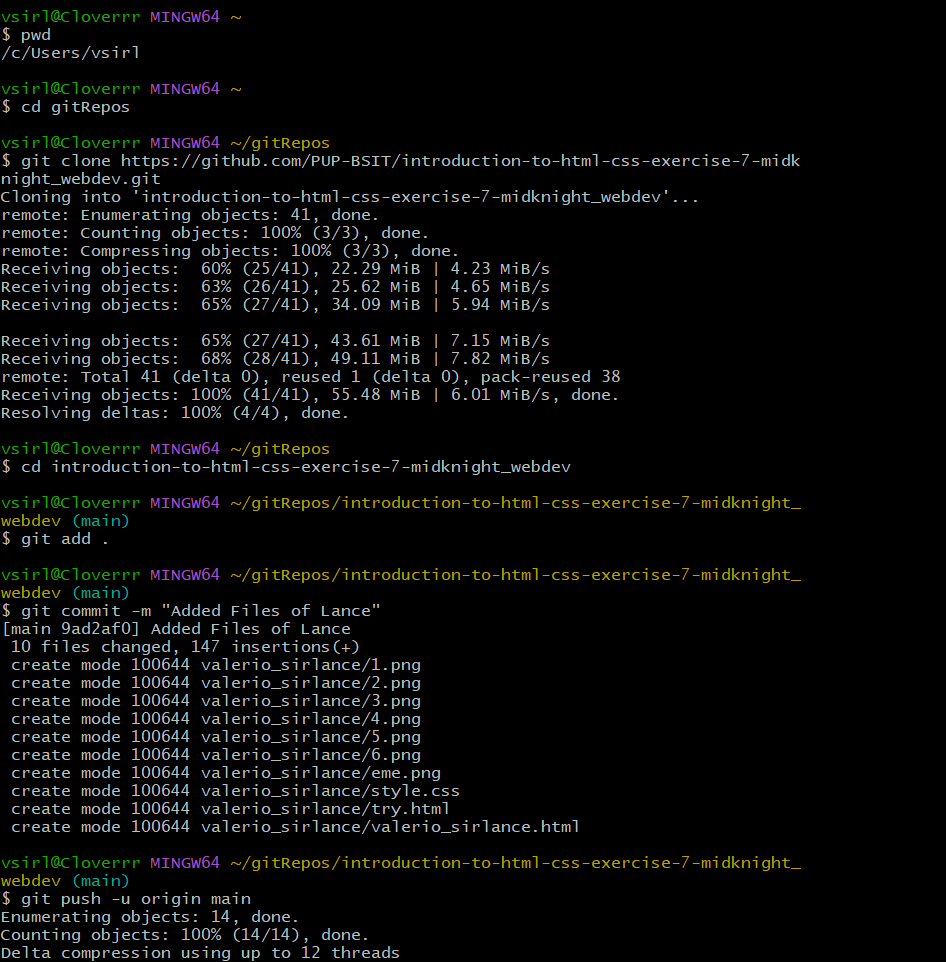 vsirl@Cloverrr MINGW64 ~
$ pwd
/c/Users/vsirl
vsirl@Cloverrr MINGW64 ~
$ cd gitRepos
vsirl@Cloverrr MINGW64 ~/gitRepos
$ git clone https://github.com/PUP-BSIT/introduction-to-html-css-exercise-7-midk
night_webdev.git
Cloning into 'introduction-to-html-css-exercise-7-midknight_webdev'...
remote: Enumerating objects: 41, done.
remote: Counting objects: 100% (3/3), done.
remote: Compressing objects: 100% (3/3), done.
Receiving objects:  60% (25/41), 22.29 MiB | 4.23 MiB/s
Receiving objects:  63% (26/41), 25.62 MiB | 4.65 MiB/s
Receiving objects:  65% (27/41), 34.09 MiB | 5.94 MiB/s
Receiving objects:  65% (27/41), 43.61 MiB | 7.15 MiB/s
Receiving objects:  68% (28/41), 49.11 MiB | 7.82 MiB/s
remote: Total 41 (delta 0), reused 1 (delta 0), pack-reused 38
Receiving objects: 100% (41/41), 55.48 MiB | 6.01 MiB/s, done.
Resolving deltas: 100% (4/4), done.
vsirl@Cloverrr MINGW64 ~/gitRepos
$ cd introduction-to-html-css-exercise-7-midknight_webdev
vsirl@Cloverrr MINGW64 ~/gitRepos/introduction-to-html-css-exercise-7-midknight_
webdev (main)
$ git add .
vsirl@Cloverrr MINGW64 ~/gitRepos/introduction-to-html-css-exercise-7-midknight_
webdev (main)
$ git commit -m "Added Files of Lance"
[main 9ad2af0] Added Files of Lance
 10 files changed, 147 insertions(+)
 create mode 100644 valerio_sirlance/1.png
 create mode 100644 valerio_sirlance/2.png
 create mode 100644 valerio_sirlance/3.png
 create mode 100644 valerio_sirlance/4.png
 create mode 100644 valerio_sirlance/5.png
 create mode 100644 valerio_sirlance/6.png
 create mode 100644 valerio_sirlance/eme.png
 create mode 100644 valerio_sirlance/style.css
 create mode 100644 valerio_sirlance/try.html
 create mode 100644 valerio_sirlance/valerio_sirlance.html
vsirl@Cloverrr MINGW64 ~/gitRepos/introduction-to-html-css-exercise-7-midknight_
webdev (main)
$ git push -u origin main
Enumerating objects: 14, done.
Counting objects: 100% (14/14), done.
Delta compression using up to 12 threads